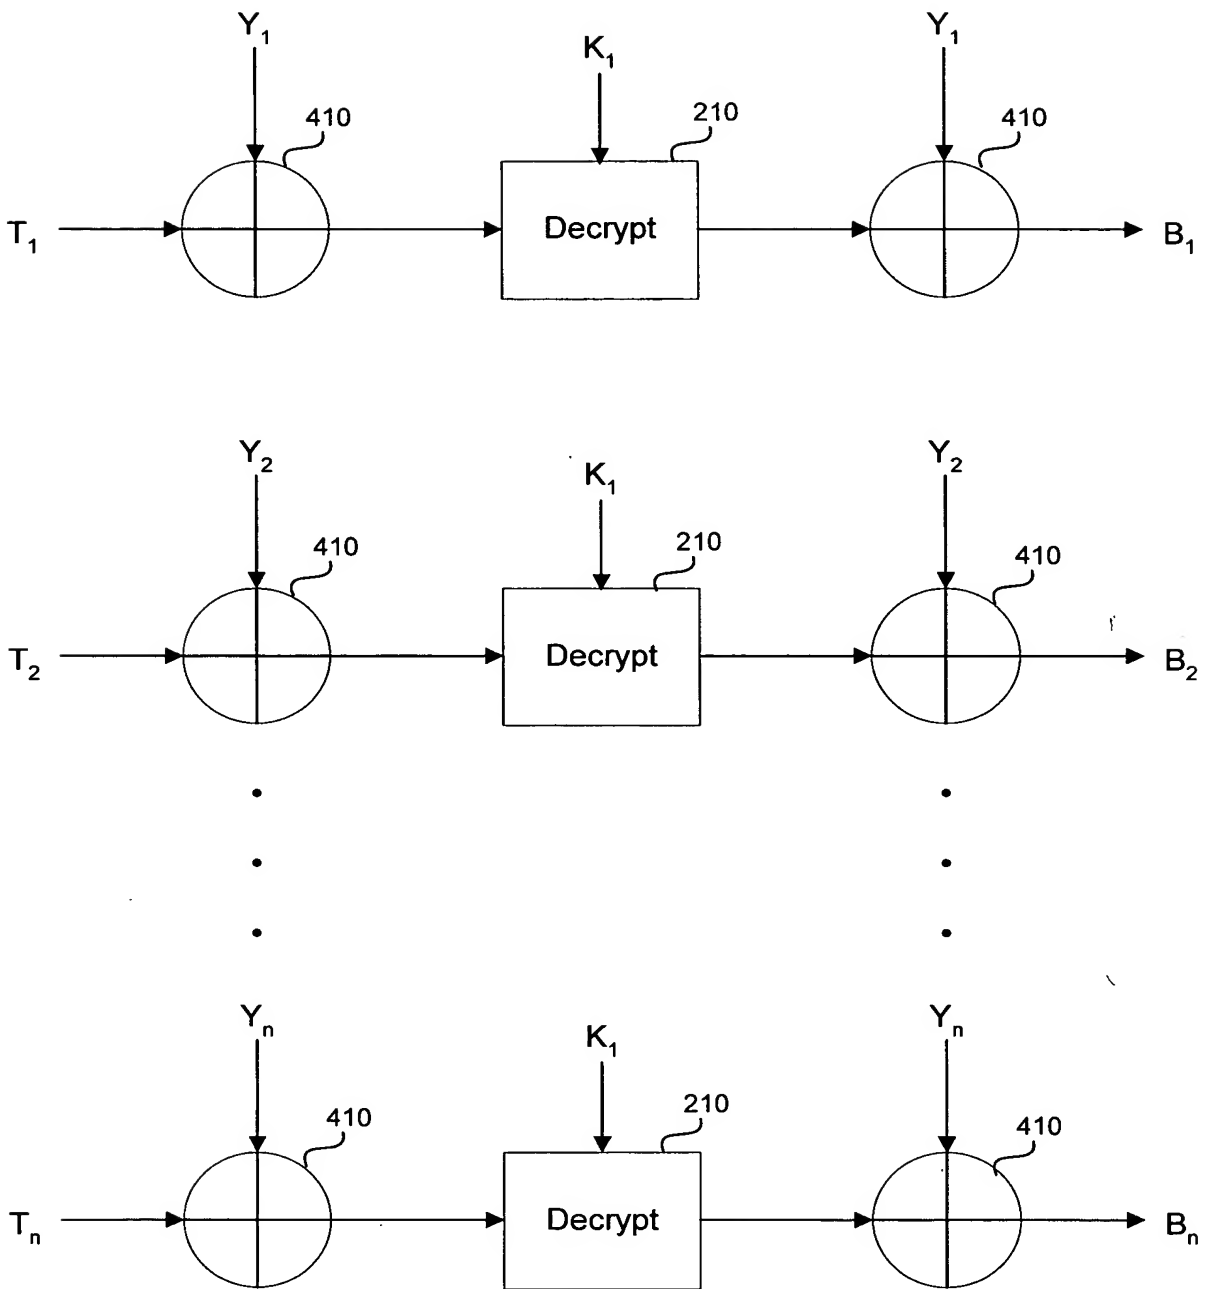 Y1 Y1
K1
410 210 410
T1 Decrypt B1
Y2 Y2
K1
410 210 410
T2 Decrypt B2
Yn Yn
K1
410 210 410
Tn Decrypt Bn